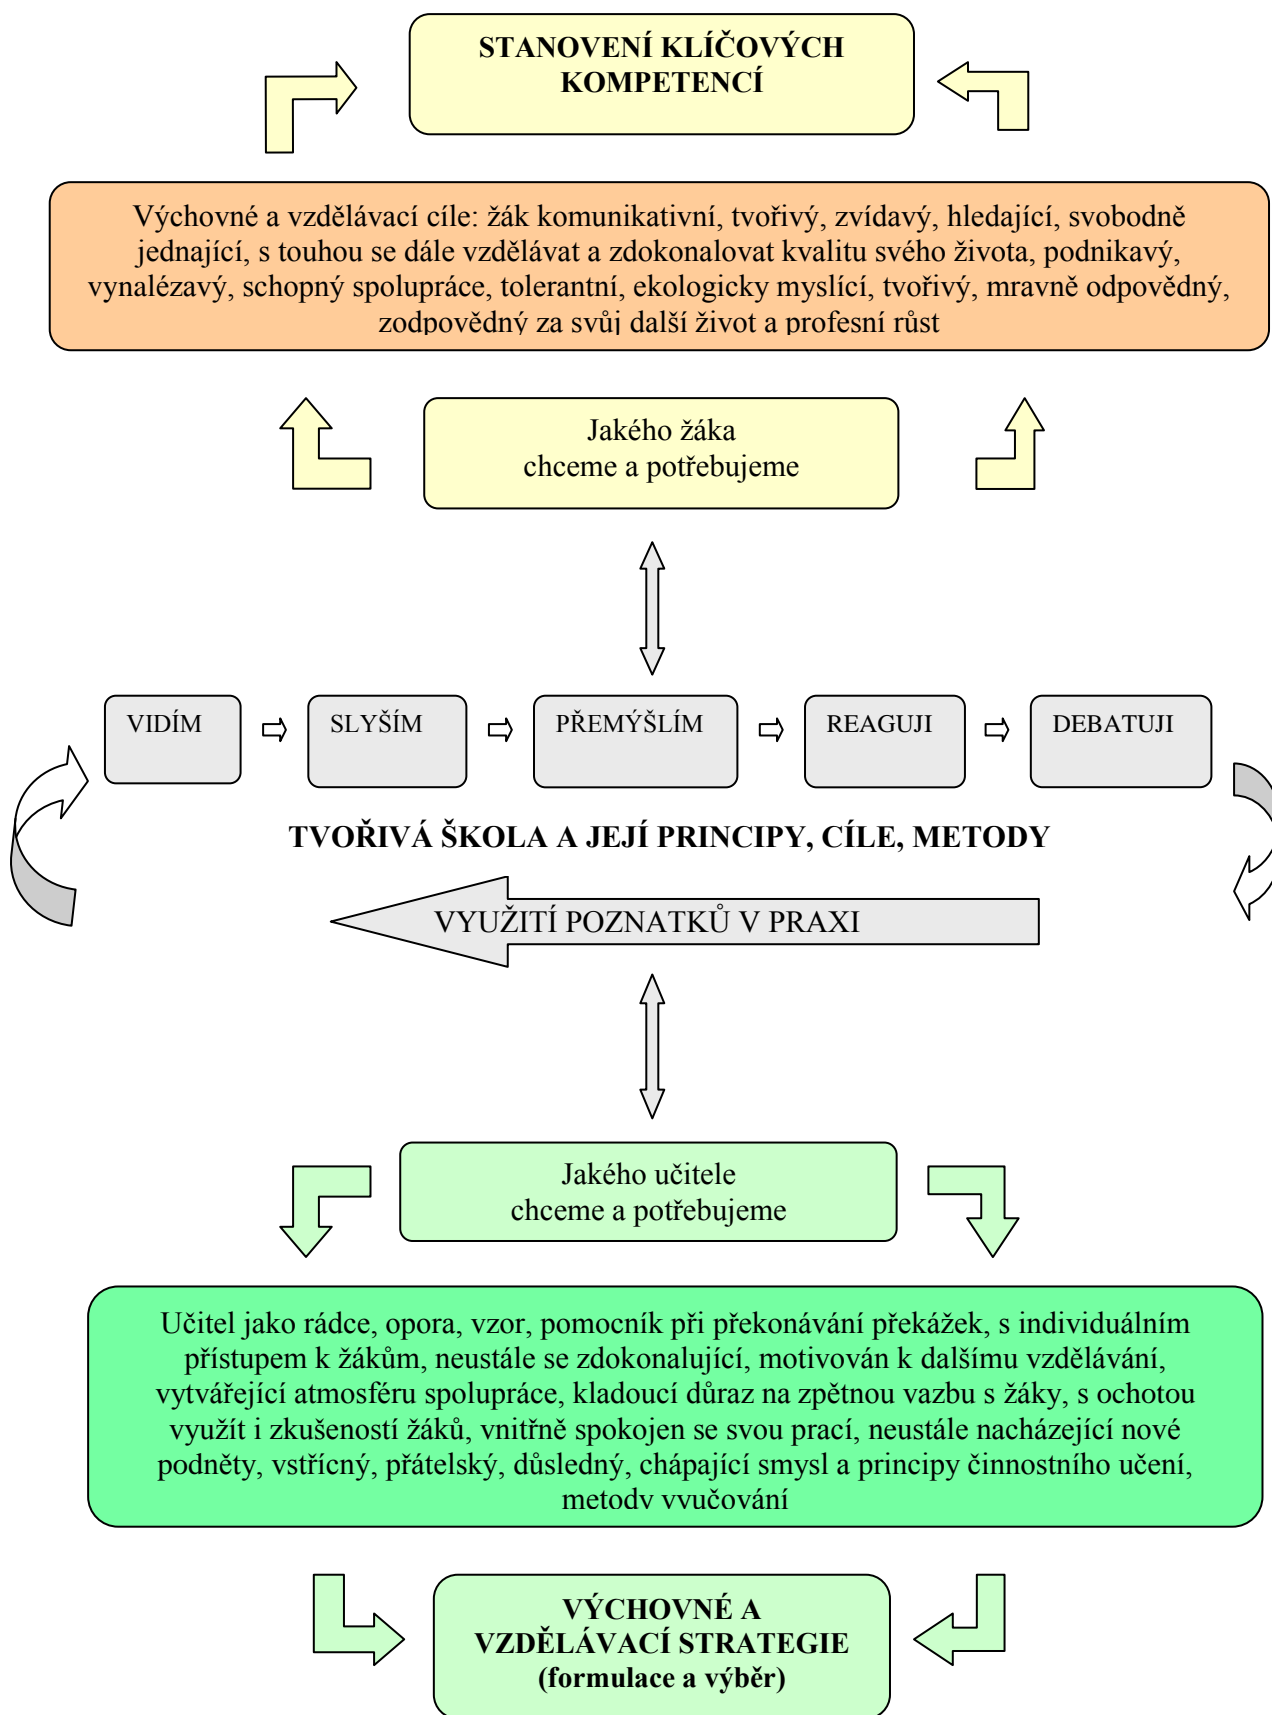 STANOVENÍ KLÍČOVÝCH
KOMPETENCÍ
Výchovné a vzdělávací cíle: žák komunikativní, tvořivý, zvídavý, hledající, svobodně
jednající, s touhou se dále vzdělávat a zdokonalovat kvalitu svého života, podnikavý,
vynalézavý, schopný spolupráce, tolerantní, ekologicky myslící, tvořivý, mravně odpovědný,
zodpovědný za svůj další život a profesní růst
Jakého žáka
chceme a potřebujeme
VIDÍM
SLYŠÍM
PŘEMÝŠLÍM
REAGUJI
DEBATUJI
TVOŘIVÁ ŠKOLA A JEJÍ PRINCIPY, CÍLE, METODY
VYUŽITÍ POZNATKŮ V PRAXI
Jakého učitele
chceme a potřebujeme
Učitel jako rádce, opora, vzor, pomocník při překonávání překážek, s individuálním
přístupem k žákům, neustále se zdokonalující, motivován k dalšímu vzdělávání,
vytvářející atmosféru spolupráce, kladoucí důraz na zpětnou vazbu s žáky, s ochotou
využít i zkušeností žáků, vnitřně spokojen se svou prací, neustále nacházející nové
podněty, vstřícný, přátelský, důsledný, chápající smysl a principy činnostního učení,
metody vyučování
VÝCHOVNÉ A
VZDĚLÁVACÍ STRATEGIE
(formulace a výběr)